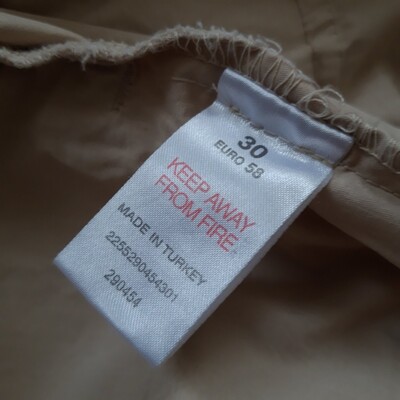 30
EURO 58
KEEP AWAY
FROM FIRE
MADE IN TURKEY
2255290454301
290454